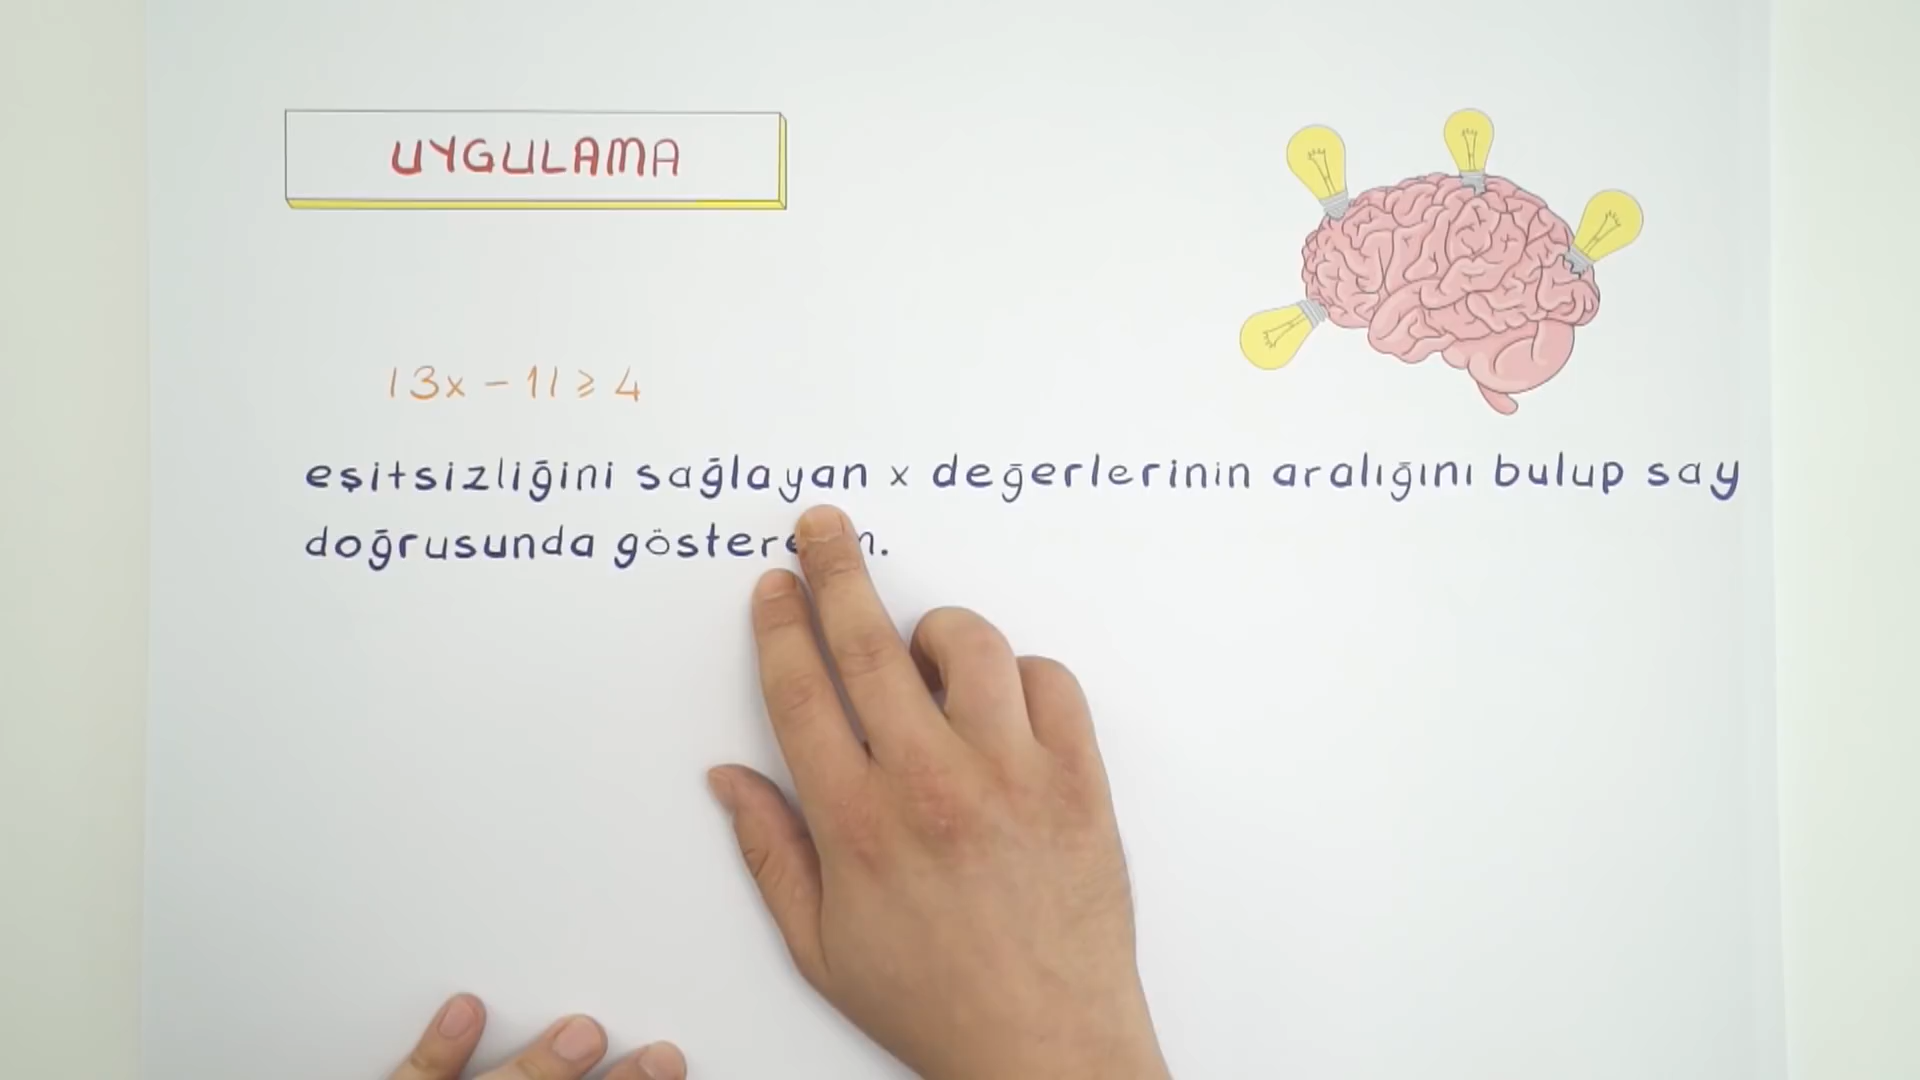 UYGULAMA
|3x - 1| ⩾ 4
eşitsizliğini sağlayan x değerlerinin aralığını bulup say
doğrusunda